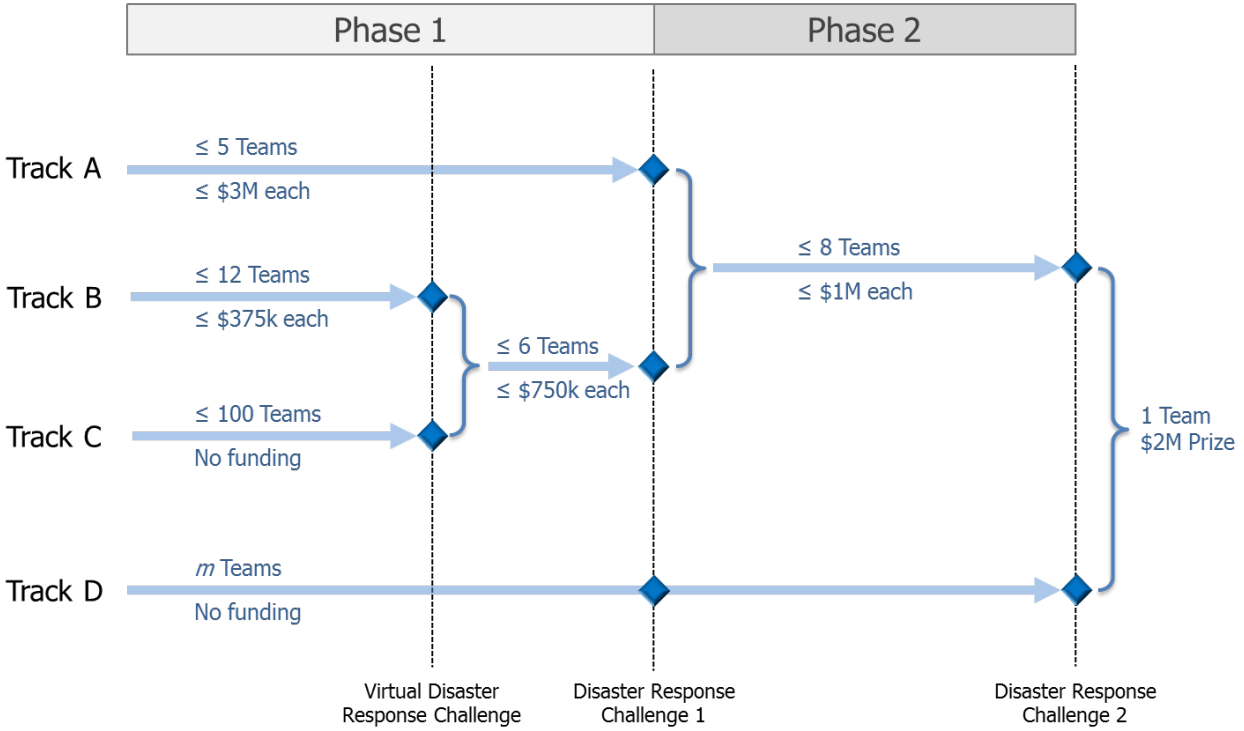 Phase 1
Phase 2
Track A
≤ 5 Teams
≤ $3M each
Track B
≤ 12 Teams
≤ $375k each
≤ 8 Teams
≤ $1M each
≤ 6 Teams
≤ $750k each
Track C
≤ 100 Teams
No funding
1 Team
$2M Prize
Track D
m Teams
No funding
Virtual Disaster
Response Challenge
Disaster Response
Challenge 1
Disaster Response
Challenge 2